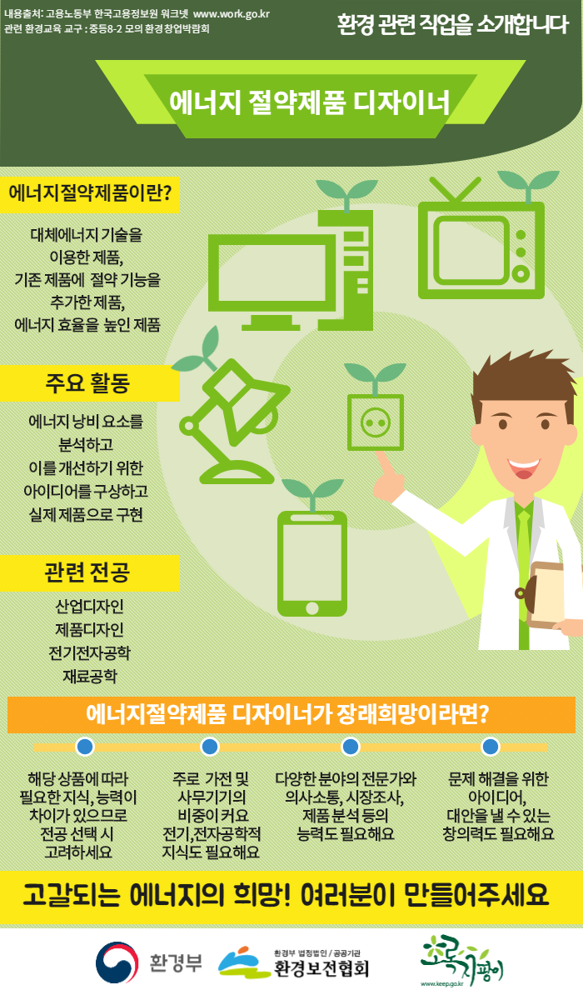 내용출처: 고용노동부 한국고용정보원 워크넷 www.work.go.kr
관련 환경교육 교구 : 중등8-2 모의 환경 창업박람회
환경 관련 직업을 소개합니다
에너지 절약제품 디자이너
에너지절약제품이란?
대체에너지 기술을
이용한 제품,
기존 제품에 절약 기능을
추가한 제품,
에너지 효율을 높인 제품
주요 활동
에너지 낭비 요소를
분석하고
이를 개선하기 위한
아이디어를 구상하고
실제 제품으로 구현
관련 전공
산업디자인
제품디자인
전기전자공학
재료공학
에너지절약제품 디자이너가 장래희망이라면?
해당 상품에 따라
필요한 지식, 능력이
차이가 있으므로
전공 선택 시
고려하세요
주로 가전 및
사무기기의
비중이 커요
전기,전자공학적
지식도 필요해요
다양한 분야의 전문가와
의사소통, 시장조사,
제품 분석 등의
능력도 필요해요
문제 해결을 위한
아이디어,
대안을 낼 수 있는
창의력도 필요해요
고갈되는 에너지의 희망! 여러분이 만들어주세요
환경부
환경부 법정법인 / 공공기관
환경보전협회
초록지팡이
www.keep.go.kr